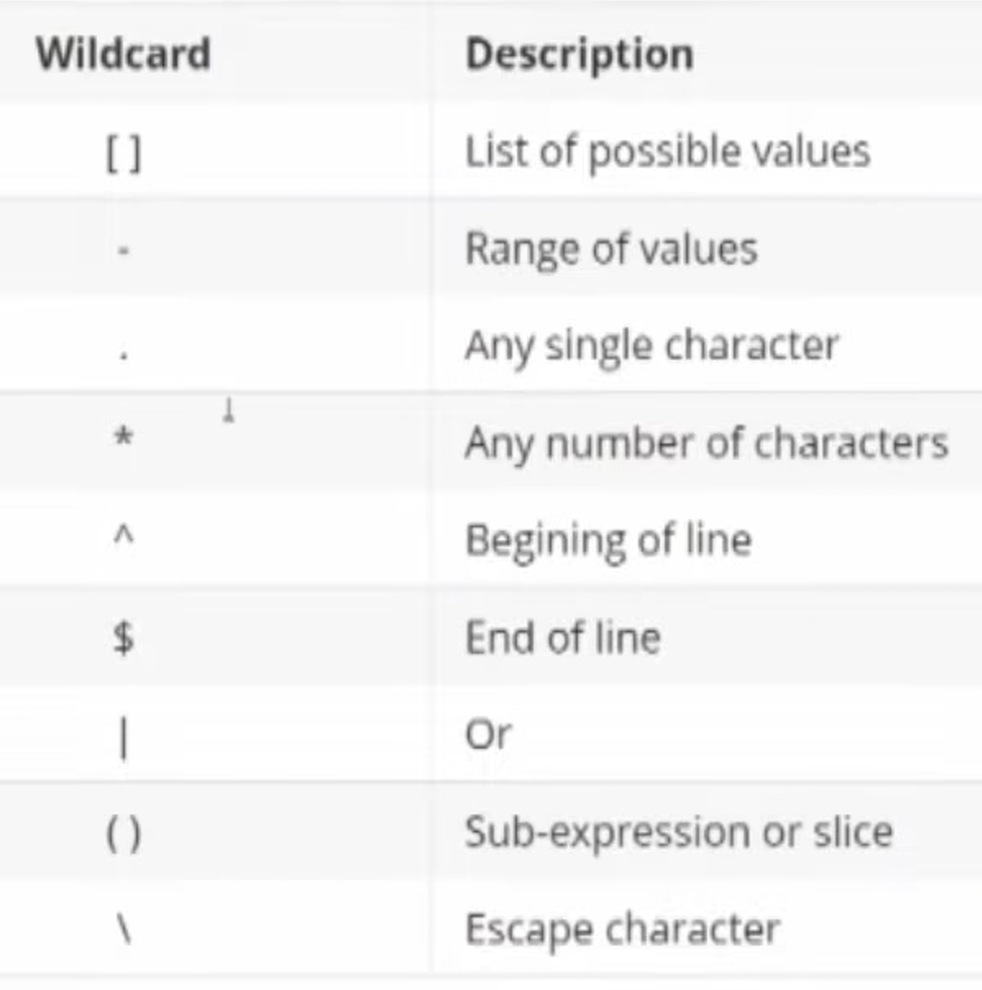 Wildcard Description
[ ] List of possible values
- Range of values
. Any single character
* Any number of characters
^ Begining of line
$ End of line
| Or
( ) Sub-expression or slice
\ Escape character